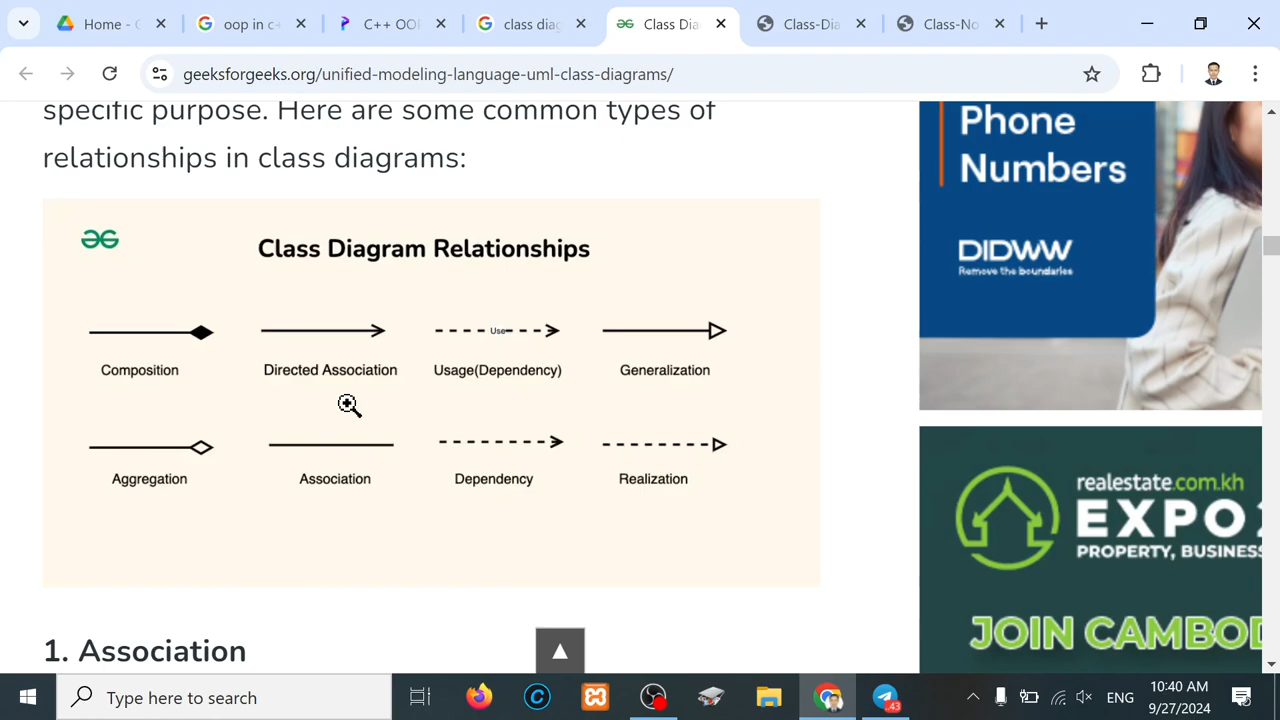 Home - G
oop in c+
C++ OOP
class diag
Class Dia
Class-Dia
Class-No
geeksforgeeks.org/unified-modeling-language-uml-class-diagrams/
specific purpose. Here are some common types of
relationships in class diagrams:
Class Diagram Relationships
Use
Composition
Directed Association
Usage(Dependency)
Generalization
Aggregation
Association
Dependency
Realization
1. Association
Phone
Numbers
DIDWW
Remove the boundaries
realestate.com.kh
EXPO 2
PROPERTY, BUSINESS
JOIN CAMBOD
Type here to search
43
ENG
10:40 AM
9/27/2024